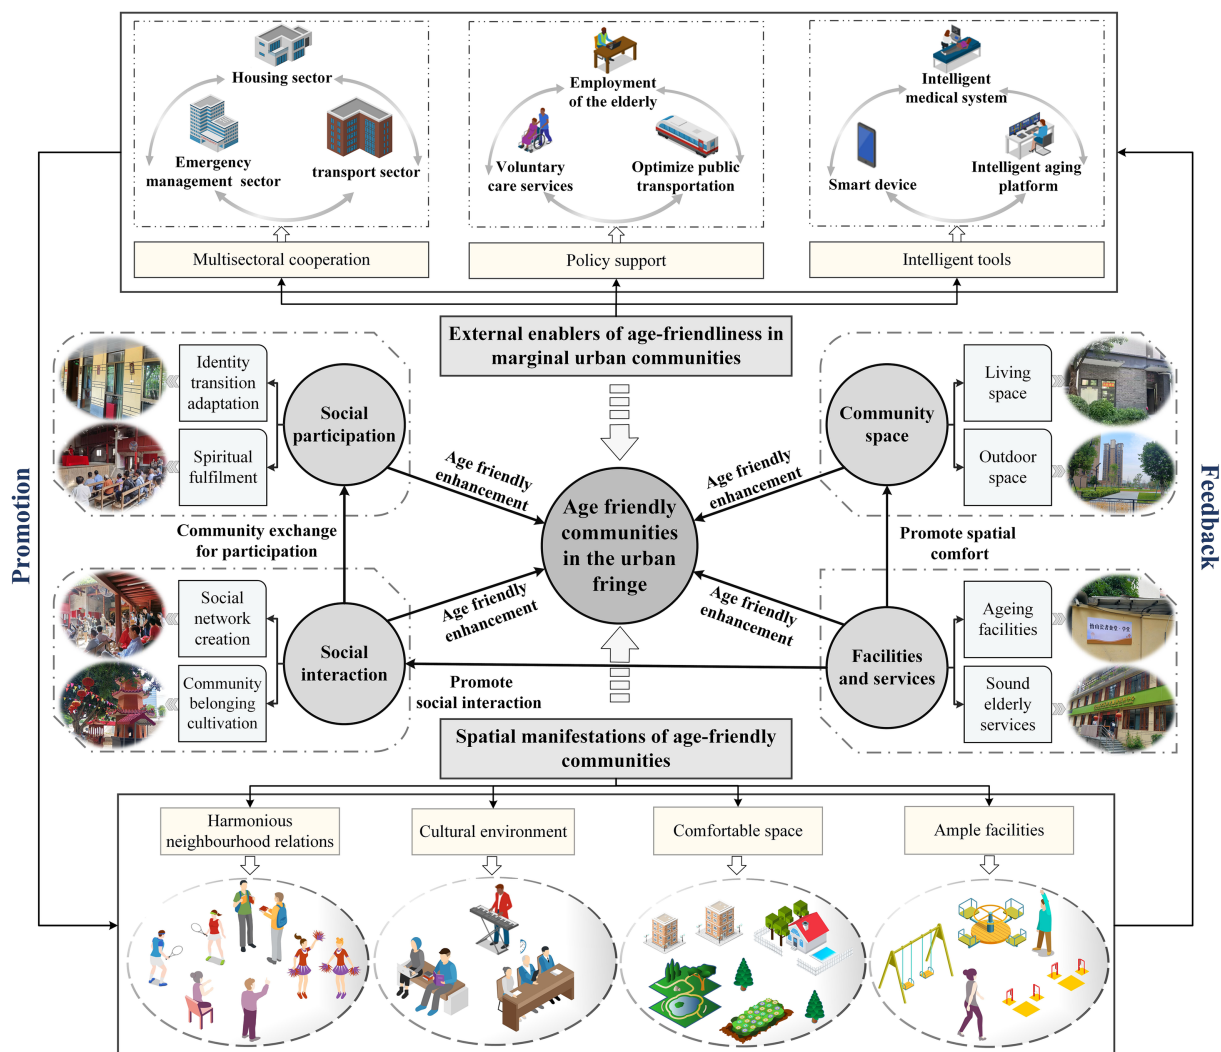 Housing sector
Emergency
management sector
transport sector
Multisectoral cooperation
Employment
of the elderly
Voluntary
care services
Optimize public
transportation
Policy support
Intelligent
medical system
Smart device
Intelligent aging
platform
Intelligent tools
Promotion
Feedback
External enablers of age-friendliness in
marginal urban communities
Identity
transition
adaptation
Spiritual
fulfilment
Social
participation
Community
space
Living
space
Outdoor
space
Age friendly
enhancement
Age friendly
enhancement
Age friendly
communities
in the urban
fringe
Community exchange
for participation
Promote spatial
comfort
Social
network
creation
Community
belonging
cultivation
Social
interaction
Age friendly
enhancement
Age friendly
enhancement
Facilities
and services
Ageing
facilities
Sound
elderly
services
Promote
social interaction
Spatial manifestations of age-friendly
communities
Harmonious
neighbourhood relations
Cultural environment
Comfortable space
Ample facilities